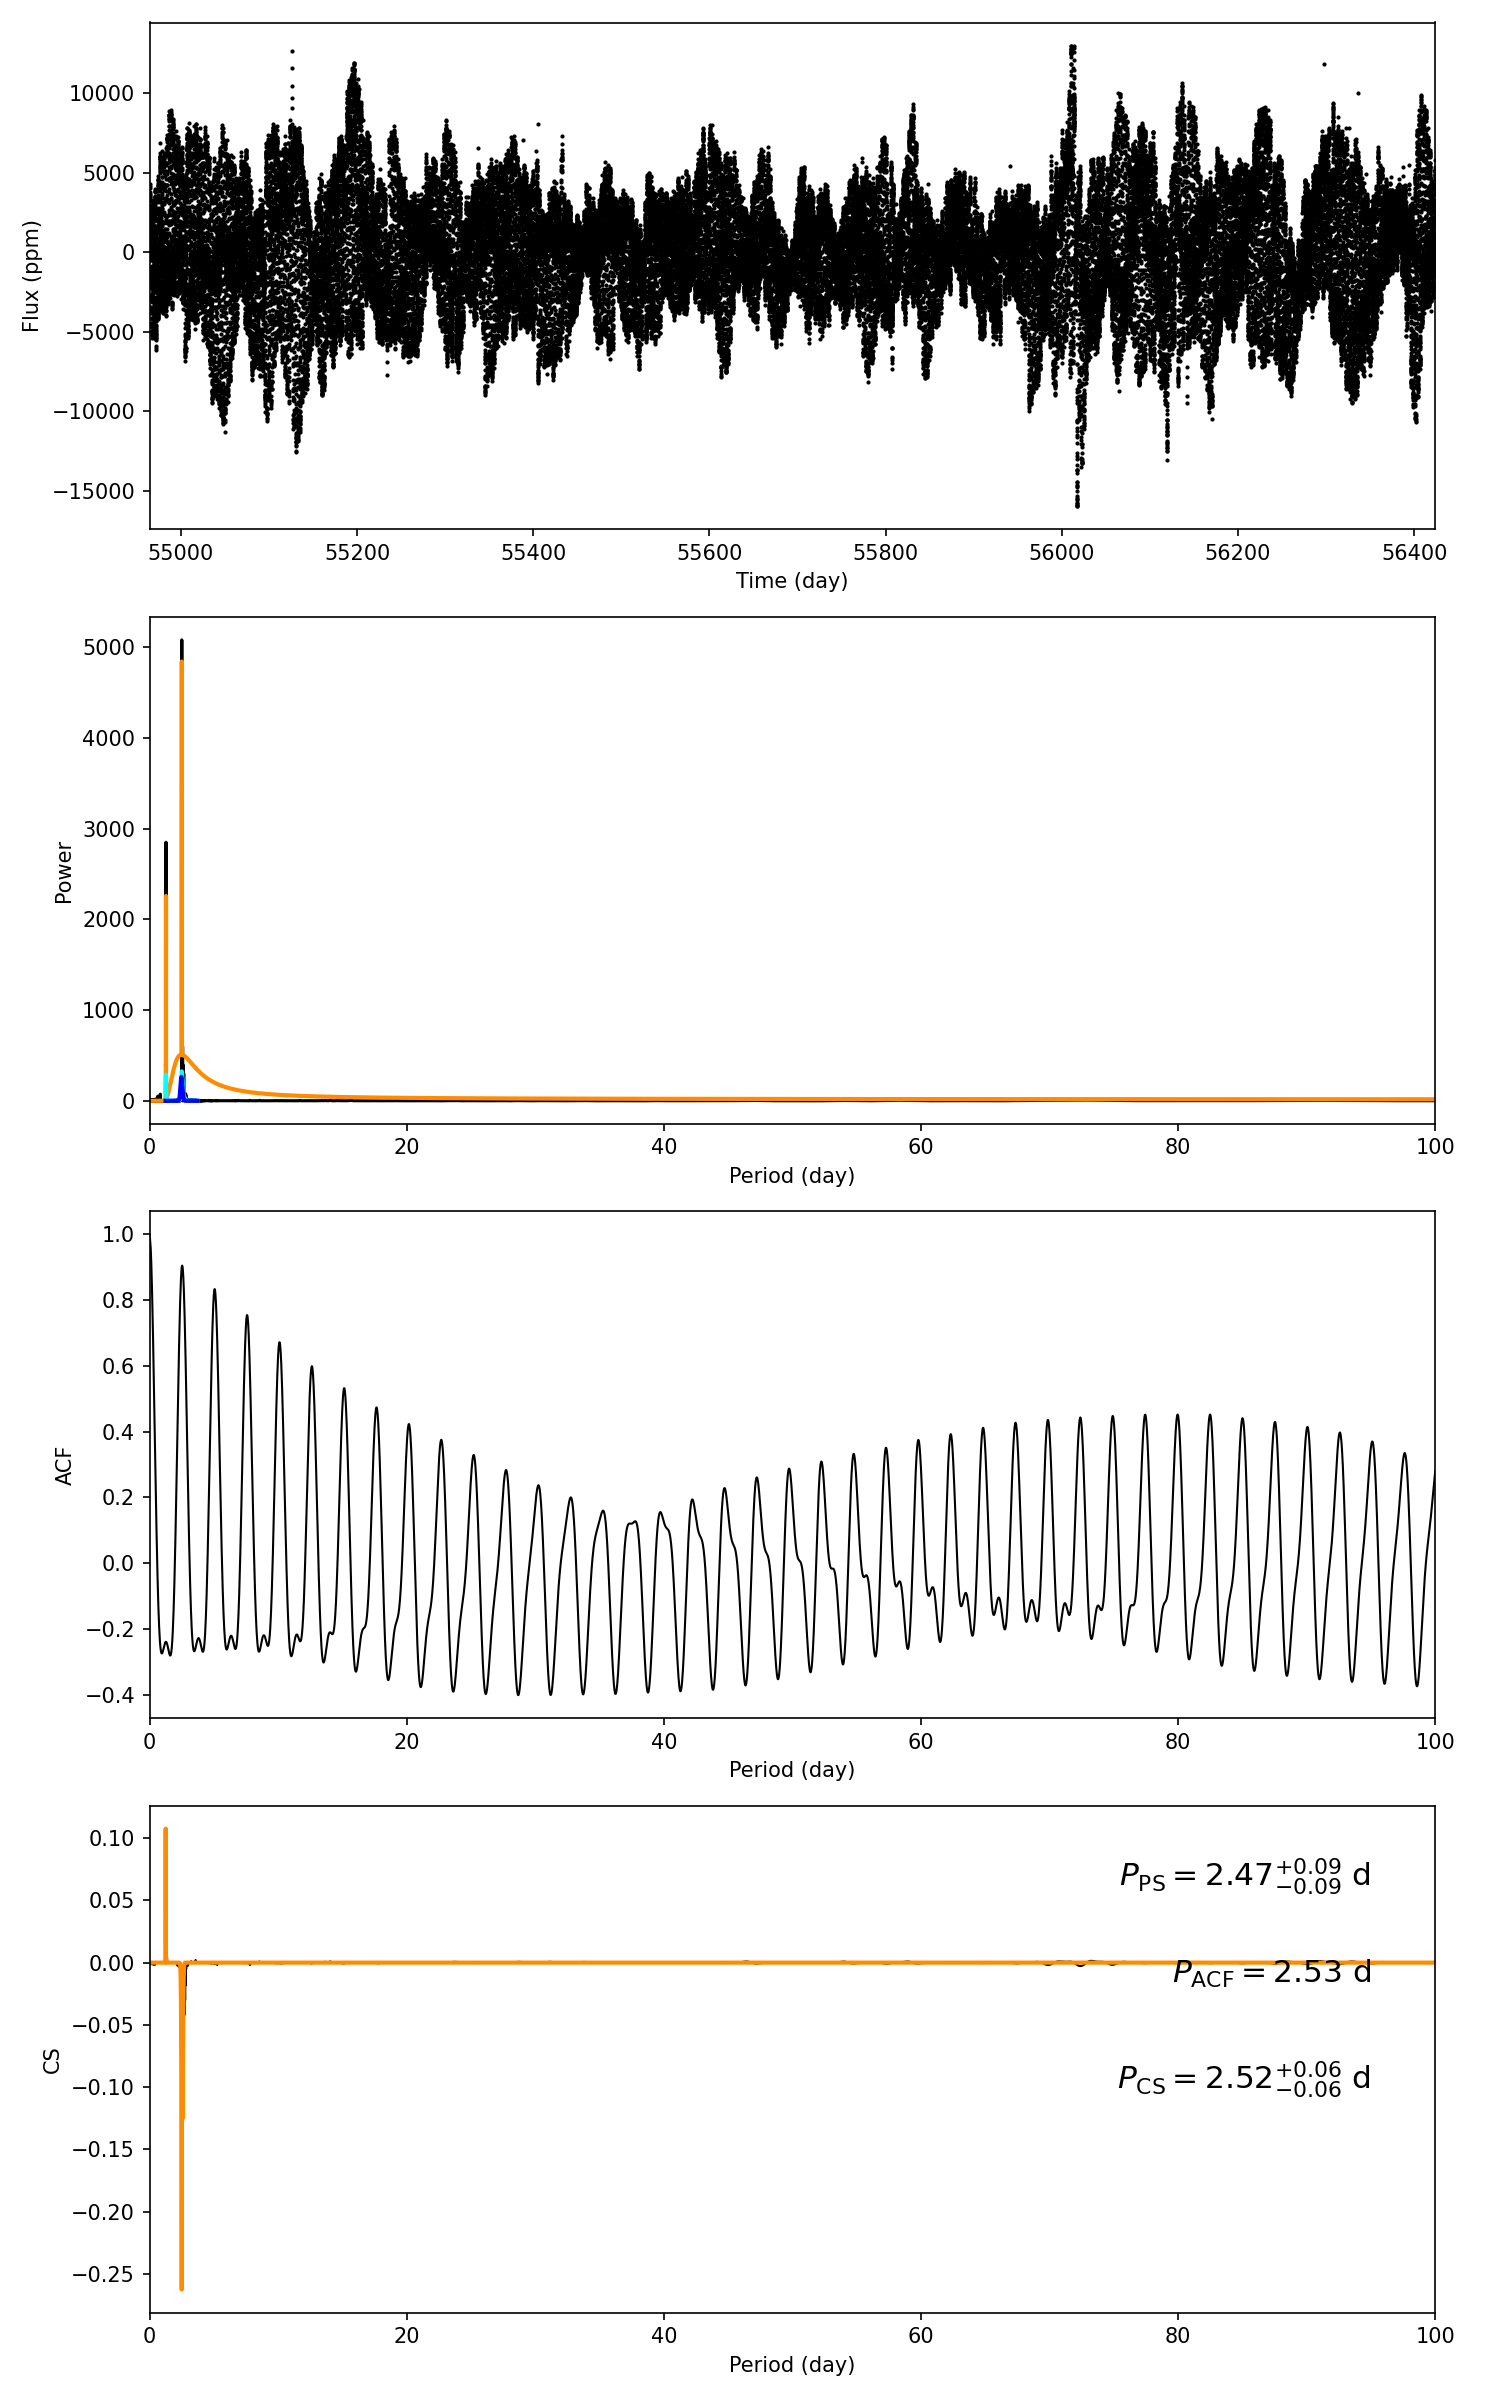 10000
5000
0
−5000
−10000
−15000
Flux (ppm)
55000 55200 55400 55600 55800 56000 56200 56400
Time (day)
5000
4000
3000
2000
1000
0
Power
0 20 40 60 80 100
Period (day)
1.0
0.8
0.6
0.4
0.2
0.0
−0.2
−0.4
ACF
0 20 40 60 80 100
Period (day)
0.10
0.05
0.00
−0.05
−0.10
−0.15
−0.20
−0.25
CS
P_PS = 2.47^{+0.09}_{−0.09} d
P_ACF = 2.53 d
P_CS = 2.52^{+0.06}_{−0.06} d
0 20 40 60 80 100
Period (day)